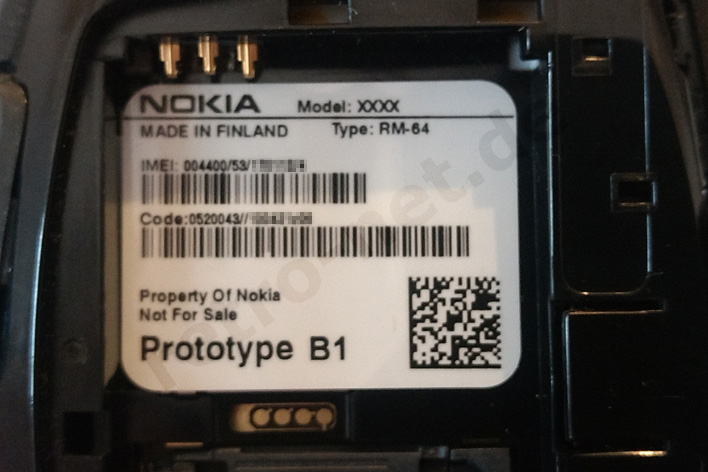 NOKIA Model: XXXX
MADE IN FINLAND Type: RM-64
IMEI: 004400/53/
Code:0520043//
Property Of Nokia
Not For Sale
Prototype B1